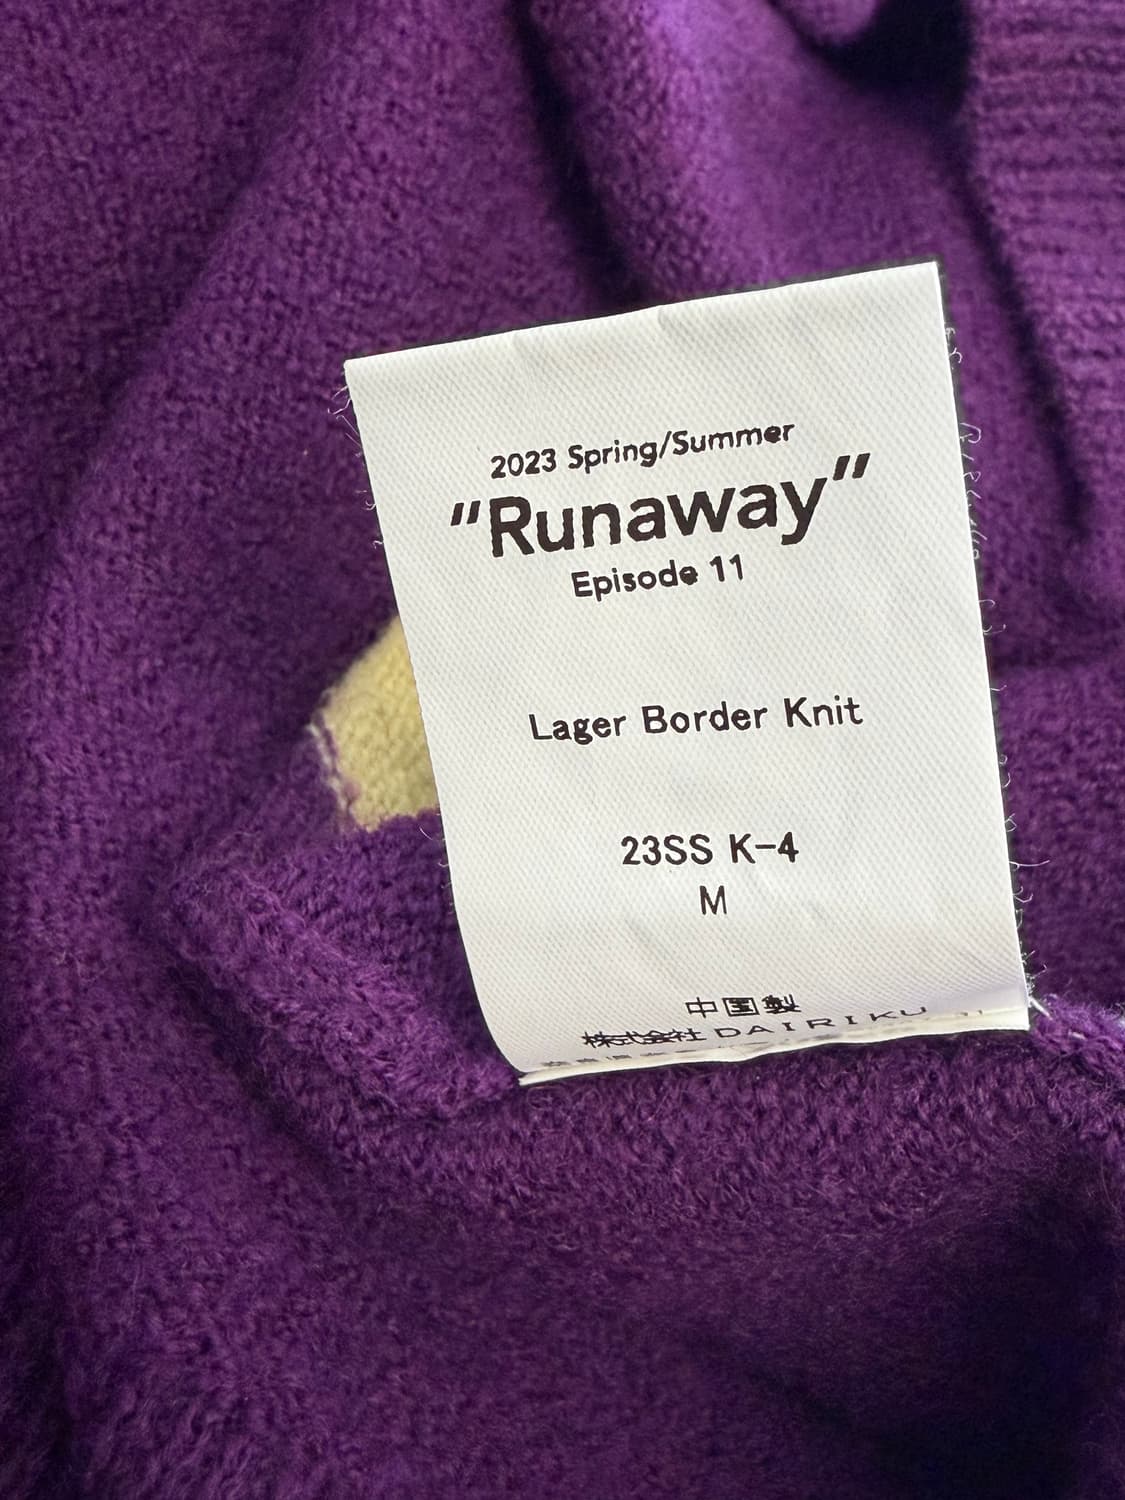 2023 Spring/Summer
"Runaway"
Episode 11
Lager Border Knit
23SS K-4
M
中国製
株式会社 DAIRIKU